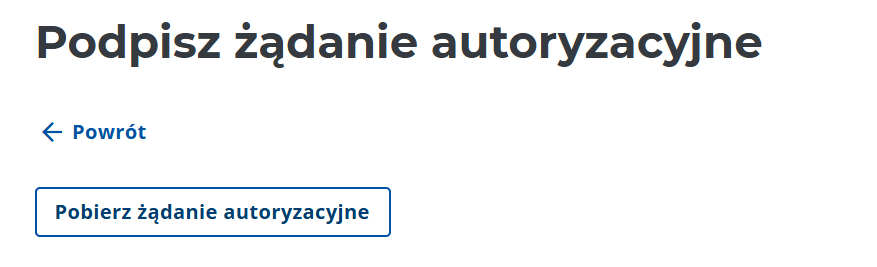 Podpisz żądanie autoryzacyjne
Powrót
Pobierz żądanie autoryzacyjne